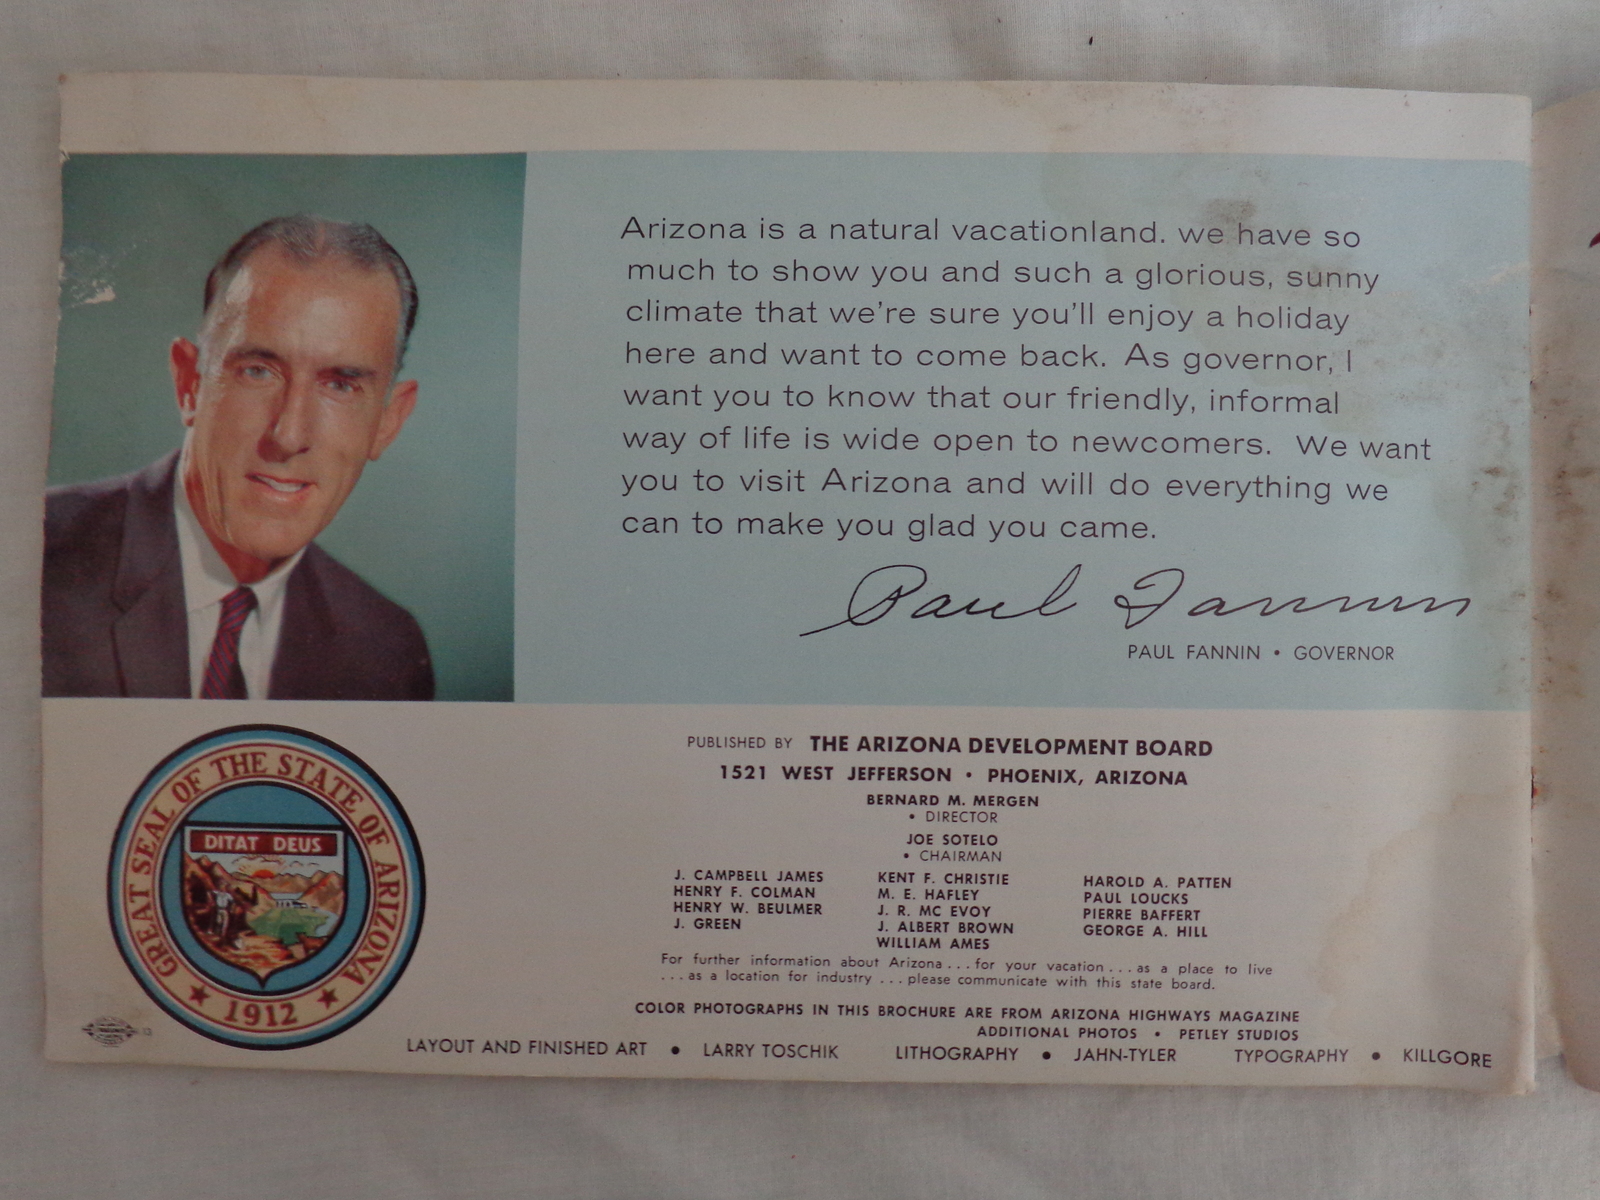 Arizona is a natural vacationland. we have so
much to show you and such a glorious, sunny
climate that we're sure you'll enjoy a holiday
here and want to come back. As governor, I
want you to know that our friendly, informal
way of life is wide open to newcomers. We want
you to visit Arizona and will do everything we
can to make you glad you came.
Paul Fannin
PAUL FANNIN • GOVERNOR
GREAT SEAL OF THE STATE OF ARIZONA
DITAT DEUS
1912
PUBLISHED BY THE ARIZONA DEVELOPMENT BOARD
1521 WEST JEFFERSON • PHOENIX, ARIZONA
BERNARD M. MERGEN
• DIRECTOR
JOE SOTELO
• CHAIRMAN
J. CAMPBELL JAMES
HENRY F. COLMAN
HENRY W. BEULMER
J. GREEN
KENT F. CHRISTIE
M. E. HAFLEY
J. R. MC EVOY
J. ALBERT BROWN
WILLIAM AMES
HAROLD A. PATTEN
PAUL LOUCKS
PIERRE BAFFERT
GEORGE A. HILL
For further information about Arizona . . . for your vacation . . . as a place to live
. . . as a location for industry . . . please communicate with this state board.
COLOR PHOTOGRAPHS IN THIS BROCHURE ARE FROM ARIZONA HIGHWAYS MAGAZINE
ADDITIONAL PHOTOS • PETLEY STUDIOS
LAYOUT AND FINISHED ART • LARRY TOSCHIK LITHOGRAPHY • JAHN-TYLER TYPOGRAPHY • KILLGORE